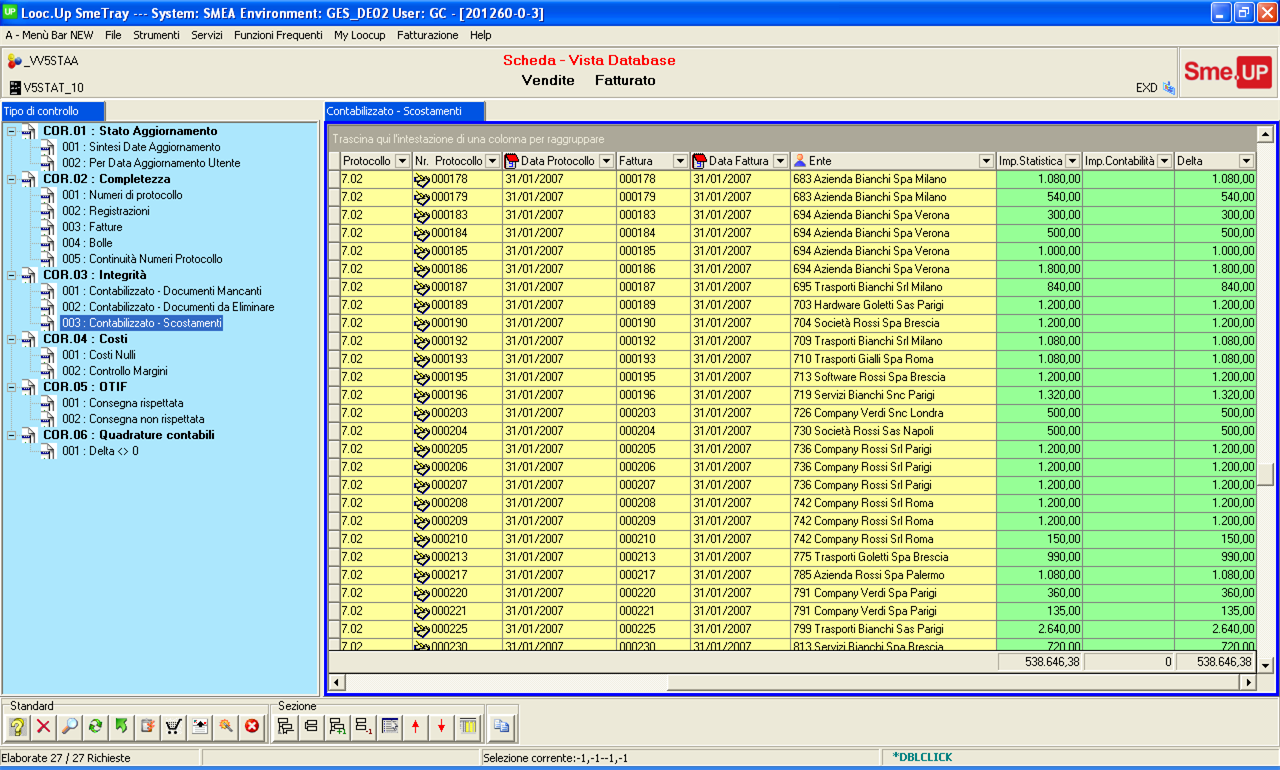 UP Looc.Up SmeTray --- System: SMEA Environment: GES_DE02 User: GC - [201260-0-3]
A - Menù Bar NEW File Strumenti Servizi Funzioni Frequenti My Loocup Fatturazione Help
_VV5STAA
Scheda - Vista Database
Vendite Fatturato
V5STAT_10
EXD
Sme.UP
Tipo di controllo
COR.01 : Stato Aggiornamento
001 : Sintesi Date Aggiornamento
002 : Per Data Aggiornamento Utente
COR.02 : Completezza
001 : Numeri di protocollo
002 : Registrazioni
003 : Fatture
004 : Bolle
005 : Continuità Numeri Protocollo
COR.03 : Integrità
001 : Contabilizzato - Documenti Mancanti
002 : Contabilizzato - Documenti da Eliminare
003 : Contabilizzato - Scostamenti
COR.04 : Costi
001 : Costi Nulli
002 : Controllo Margini
COR.05 : OTIF
001 : Consegna rispettata
002 : Consegna non rispettata
COR.06 : Quadrature contabili
001 : Delta <> 0
Contabilizzato - Scostamenti
Trascina qui l'intestazione di una colonna per raggruppare
Protocollo Nr. Protocollo Data Protocollo Fattura Data Fattura Ente Imp.Statistica Imp.Contabilità Delta
7.02 000178 31/01/2007 000178 31/01/2007 683 Azienda Bianchi Spa Milano 1.080,00 1.080,00
7.02 000179 31/01/2007 000179 31/01/2007 683 Azienda Bianchi Spa Milano 540,00 540,00
7.02 000183 31/01/2007 000183 31/01/2007 694 Azienda Bianchi Spa Verona 300,00 300,00
7.02 000184 31/01/2007 000184 31/01/2007 694 Azienda Bianchi Spa Verona 500,00 500,00
7.02 000185 31/01/2007 000185 31/01/2007 694 Azienda Bianchi Spa Verona 1.000,00 1.000,00
7.02 000186 31/01/2007 000186 31/01/2007 694 Azienda Bianchi Spa Verona 1.800,00 1.800,00
7.02 000187 31/01/2007 000187 31/01/2007 695 Trasporti Bianchi Srl Milano 840,00 840,00
7.02 000189 31/01/2007 000189 31/01/2007 703 Hardware Goletti Sas Parigi 1.200,00 1.200,00
7.02 000190 31/01/2007 000190 31/01/2007 704 Società Rossi Spa Brescia 1.200,00 1.200,00
7.02 000192 31/01/2007 000192 31/01/2007 709 Trasporti Bianchi Srl Milano 1.080,00 1.080,00
7.02 000193 31/01/2007 000193 31/01/2007 710 Trasporti Gialli Spa Roma 1.080,00 1.080,00
7.02 000195 31/01/2007 000195 31/01/2007 713 Software Rossi Spa Brescia 1.200,00 1.200,00
7.02 000196 31/01/2007 000196 31/01/2007 719 Servizi Bianchi Snc Parigi 1.320,00 1.320,00
7.02 000203 31/01/2007 000203 31/01/2007 726 Company Verdi Snc Londra 500,00 500,00
7.02 000204 31/01/2007 000204 31/01/2007 730 Società Rossi Sas Napoli 500,00 500,00
7.02 000205 31/01/2007 000205 31/01/2007 736 Company Rossi Srl Parigi 1.200,00 1.200,00
7.02 000206 31/01/2007 000206 31/01/2007 736 Company Rossi Srl Parigi 1.200,00 1.200,00
7.02 000207 31/01/2007 000207 31/01/2007 736 Company Rossi Srl Parigi 1.200,00 1.200,00
7.02 000208 31/01/2007 000208 31/01/2007 742 Company Rossi Srl Roma 1.200,00 1.200,00
7.02 000209 31/01/2007 000209 31/01/2007 742 Company Rossi Srl Roma 1.200,00 1.200,00
7.02 000210 31/01/2007 000210 31/01/2007 742 Company Rossi Srl Roma 150,00 150,00
7.02 000213 31/01/2007 000213 31/01/2007 775 Trasporti Goletti Spa Brescia 990,00 990,00
7.02 000217 31/01/2007 000217 31/01/2007 785 Azienda Rossi Spa Palermo 1.080,00 1.080,00
7.02 000220 31/01/2007 000220 31/01/2007 791 Company Verdi Spa Parigi 360,00 360,00
7.02 000221 31/01/2007 000221 31/01/2007 791 Company Verdi Spa Parigi 135,00 135,00
7.02 000225 31/01/2007 000225 31/01/2007 799 Trasporti Bianchi Sas Parigi 2.640,00 2.640,00
7.02 000230 31/01/2007 000230 31/01/2007 813 Servizi Bianchi Spa Brescia 720,00 720,00
538.646,38 0 538.646,38
Standard Sezione
Elaborate 27 / 27 Richieste Selezione corrente:-1,-1--1,-1 *DBLCLICK